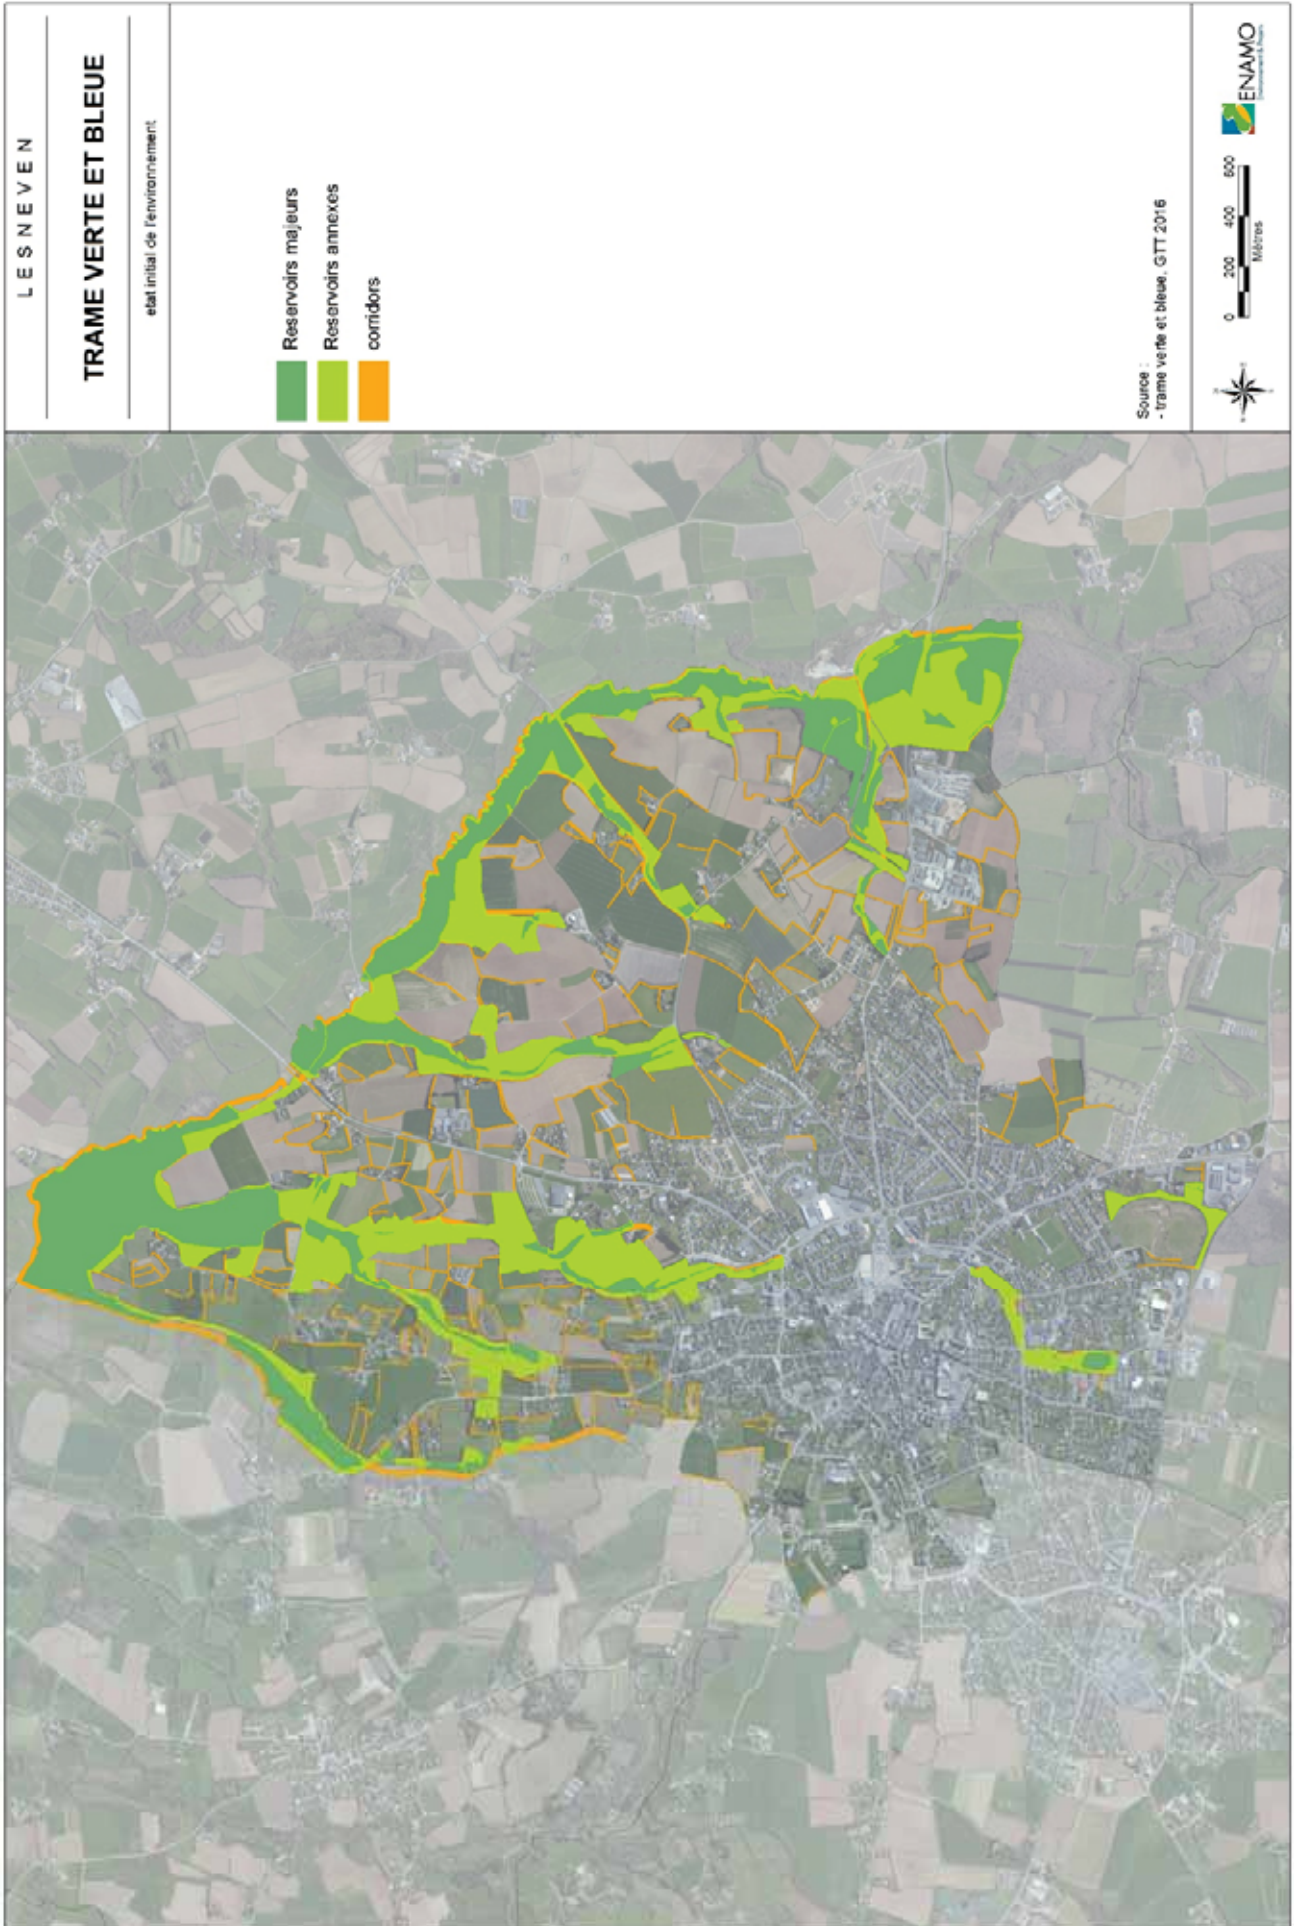 LESNEVEN
TRAME VERTE ET BLEUE
etat initial de l'environnement
Reservoirs majeurs
Reservoirs annexes
corridors
Source :
- trame verte et bleue, GTT 2016
0 200 400 600
Mètres
ENAMO